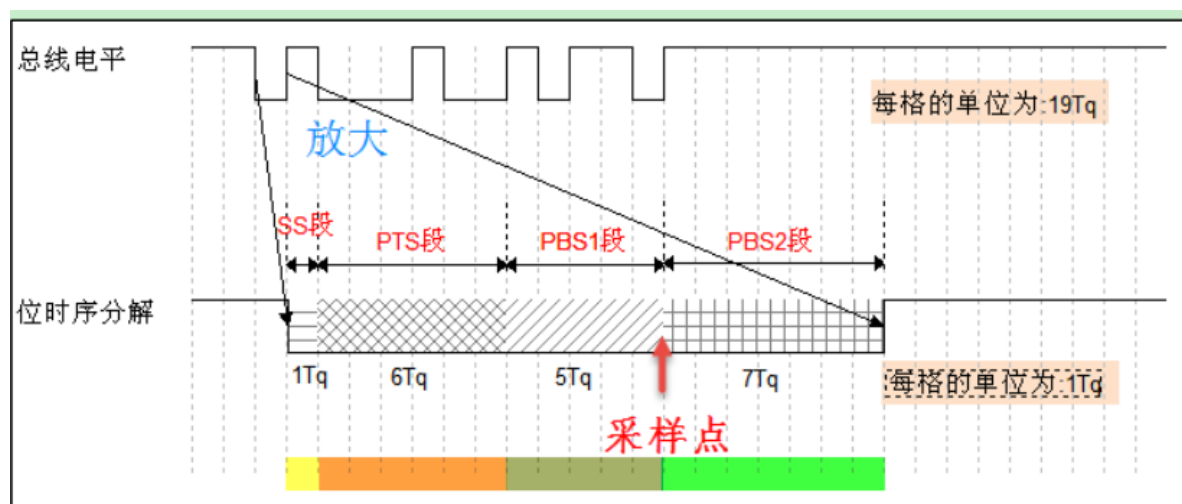 总线电平
每格的单位为:19Tq
放大
SS段
PTS段
PBS1段
PBS2段
位时序分解
1Tq
6Tq
5Tq
7Tq
每格的单位为:1Tq
采样点